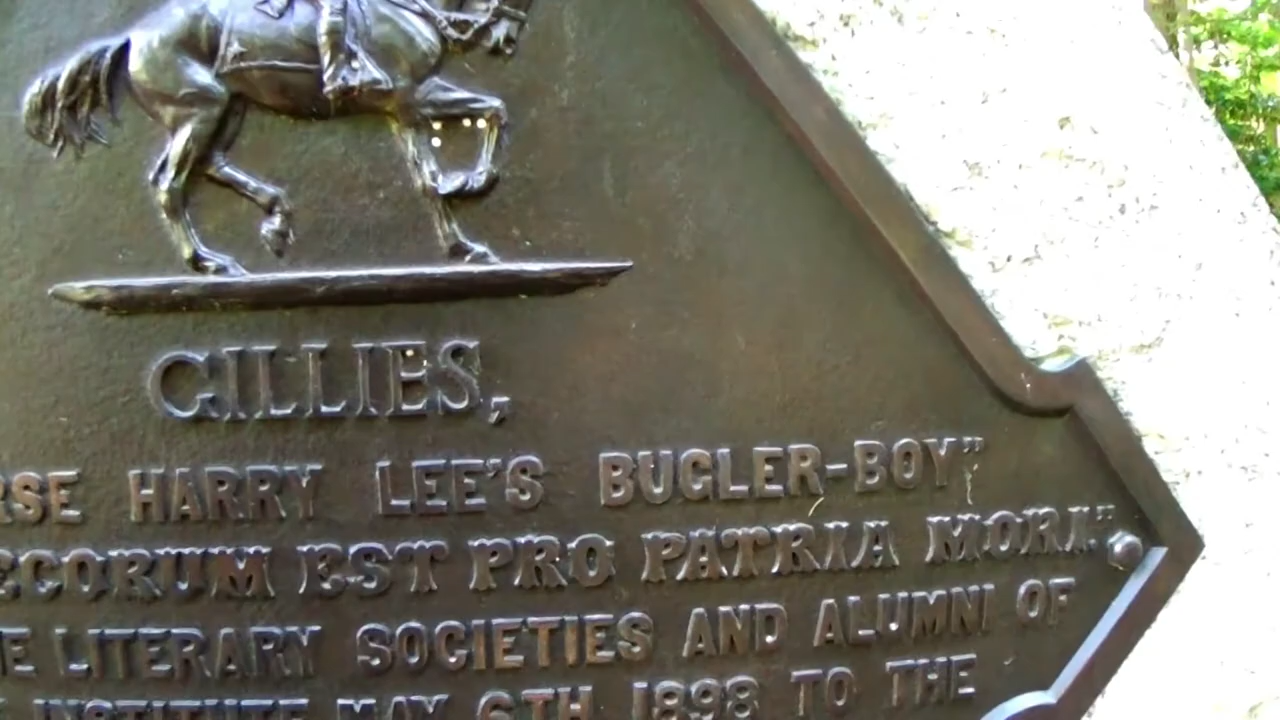 GILLIES,
RSE HARRY LEE'S BUGLER-BOY"
ECORUM EST PRO PATRIA MORI."
E LITERARY SOCIETIES AND ALUMNI OF
INSTITUTE MAY 6TH 1898 TO THE